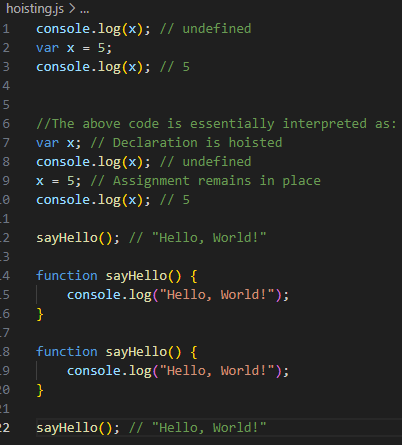 hoisting.js > ...
1 console.log(x); // undefined
2 var x = 5;
3 console.log(x); // 5
4
5
6 //The above code is essentially interpreted as:
7 var x; // Declaration is hoisted
8 console.log(x); // undefined
9 x = 5; // Assignment remains in place
10 console.log(x); // 5
11
12 sayHello(); // "Hello, World!"
13
14 function sayHello() {
15     console.log("Hello, World!");
16 }
17
18 function sayHello() {
19     console.log("Hello, World!");
20 }
21
22 sayHello(); // "Hello, World!"